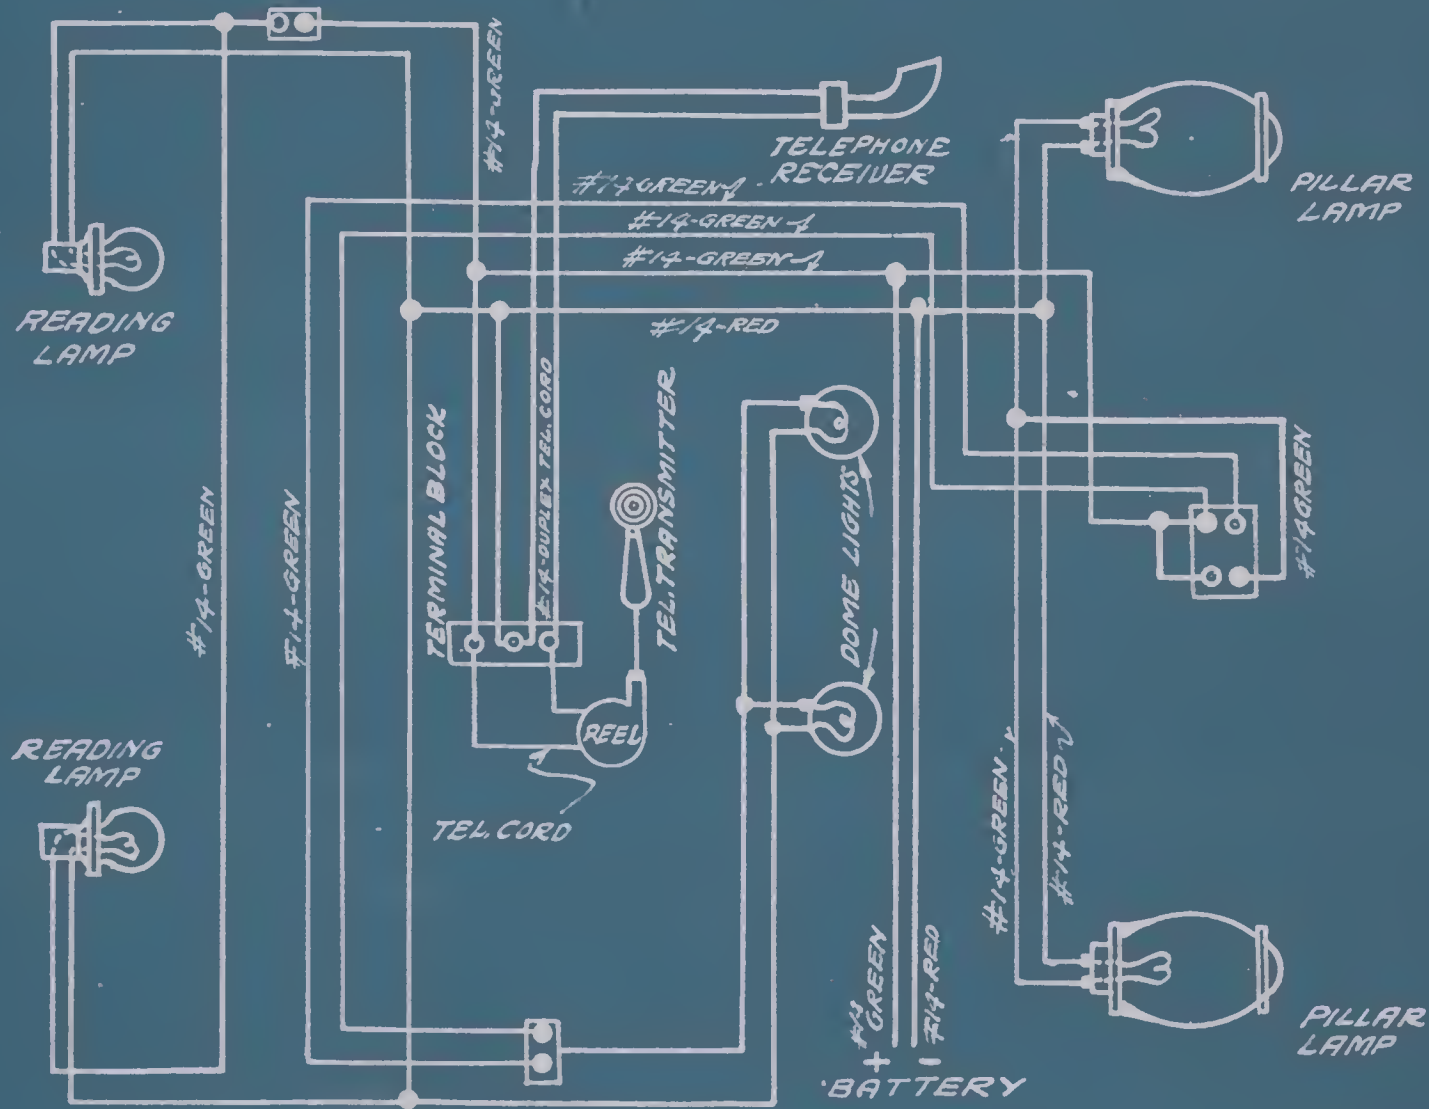 #14-GREEN
TELEPHONE
RECEIVER
PILLAR
LAMP
#14 GREEN
#14-GREEN
#14-GREEN
#14-RED
READING
LAMP
#14-GREEN
#14-GREEN
TERMINAL BLOCK
#14-DUPLEX TEL. CORD
TEL. TRANSMITTER
DOME LIGHTS
#14 GREEN
REEL
TEL. CORD
READING
LAMP
#14-GREEN
#14-RED
#14
GREEN
#14-RED
+ -
BATTERY
PILLAR
LAMP